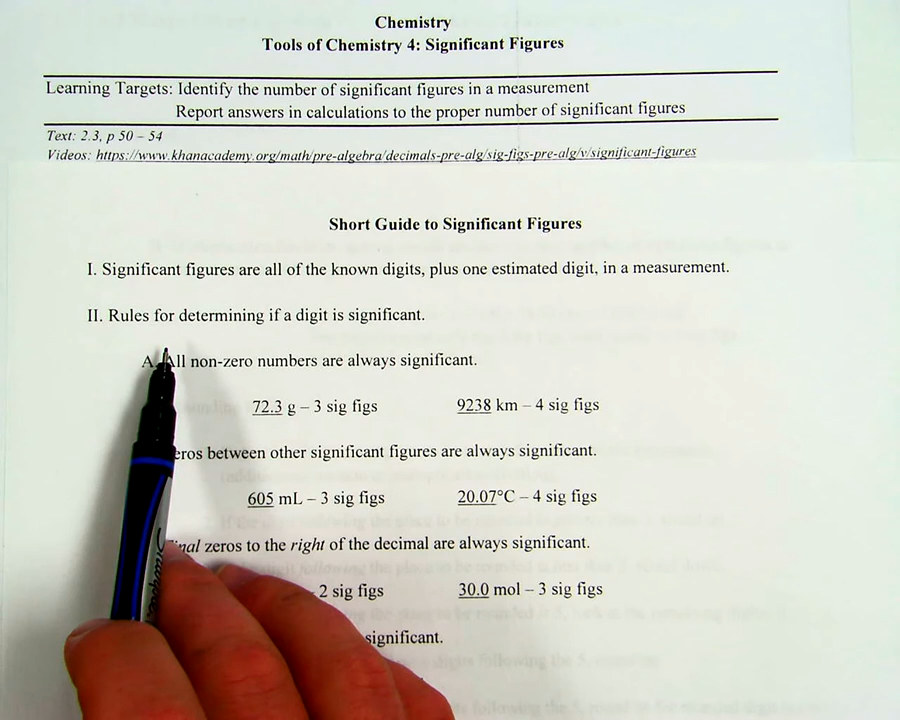 Chemistry
Tools of Chemistry 4: Significant Figures
Learning Targets: Identify the number of significant figures in a measurement
Report answers in calculations to the proper number of significant figures
Text: 2.3, p 50 – 54
Videos: https://www.khanacademy.org/math/pre-algebra/decimals-pre-alg/sig-figs-pre-alg/v/significant-figures
Short Guide to Significant Figures
I. Significant figures are all of the known digits, plus one estimated digit, in a measurement.
II. Rules for determining if a digit is significant.
A. All non-zero numbers are always significant.
72.3 g – 3 sig figs 9238 km – 4 sig figs
between other significant figures are always significant.
605 mL – 3 sig figs 20.07°C – 4 sig figs
zeros to the right of the decimal are always significant.
2 sig figs 30.0 mol – 3 sig figs
significant.